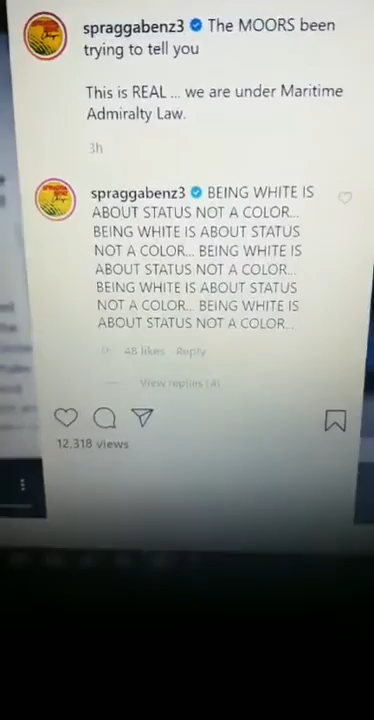 spraggabenz3 The MOORS been
trying to tell you
This is REAL ... we are under Maritime
Admiralty Law.
3h
spraggabenz3 BEING WHITE IS
ABOUT STATUS NOT A COLOR...
BEING WHITE IS ABOUT STATUS
NOT A COLOR... BEING WHITE IS
ABOUT STATUS NOT A COLOR...
BEING WHITE IS ABOUT STATUS
NOT A COLOR... BEING WHITE IS
ABOUT STATUS NOT A COLOR...
48 likes Reply
View replies (4)
12,318 views